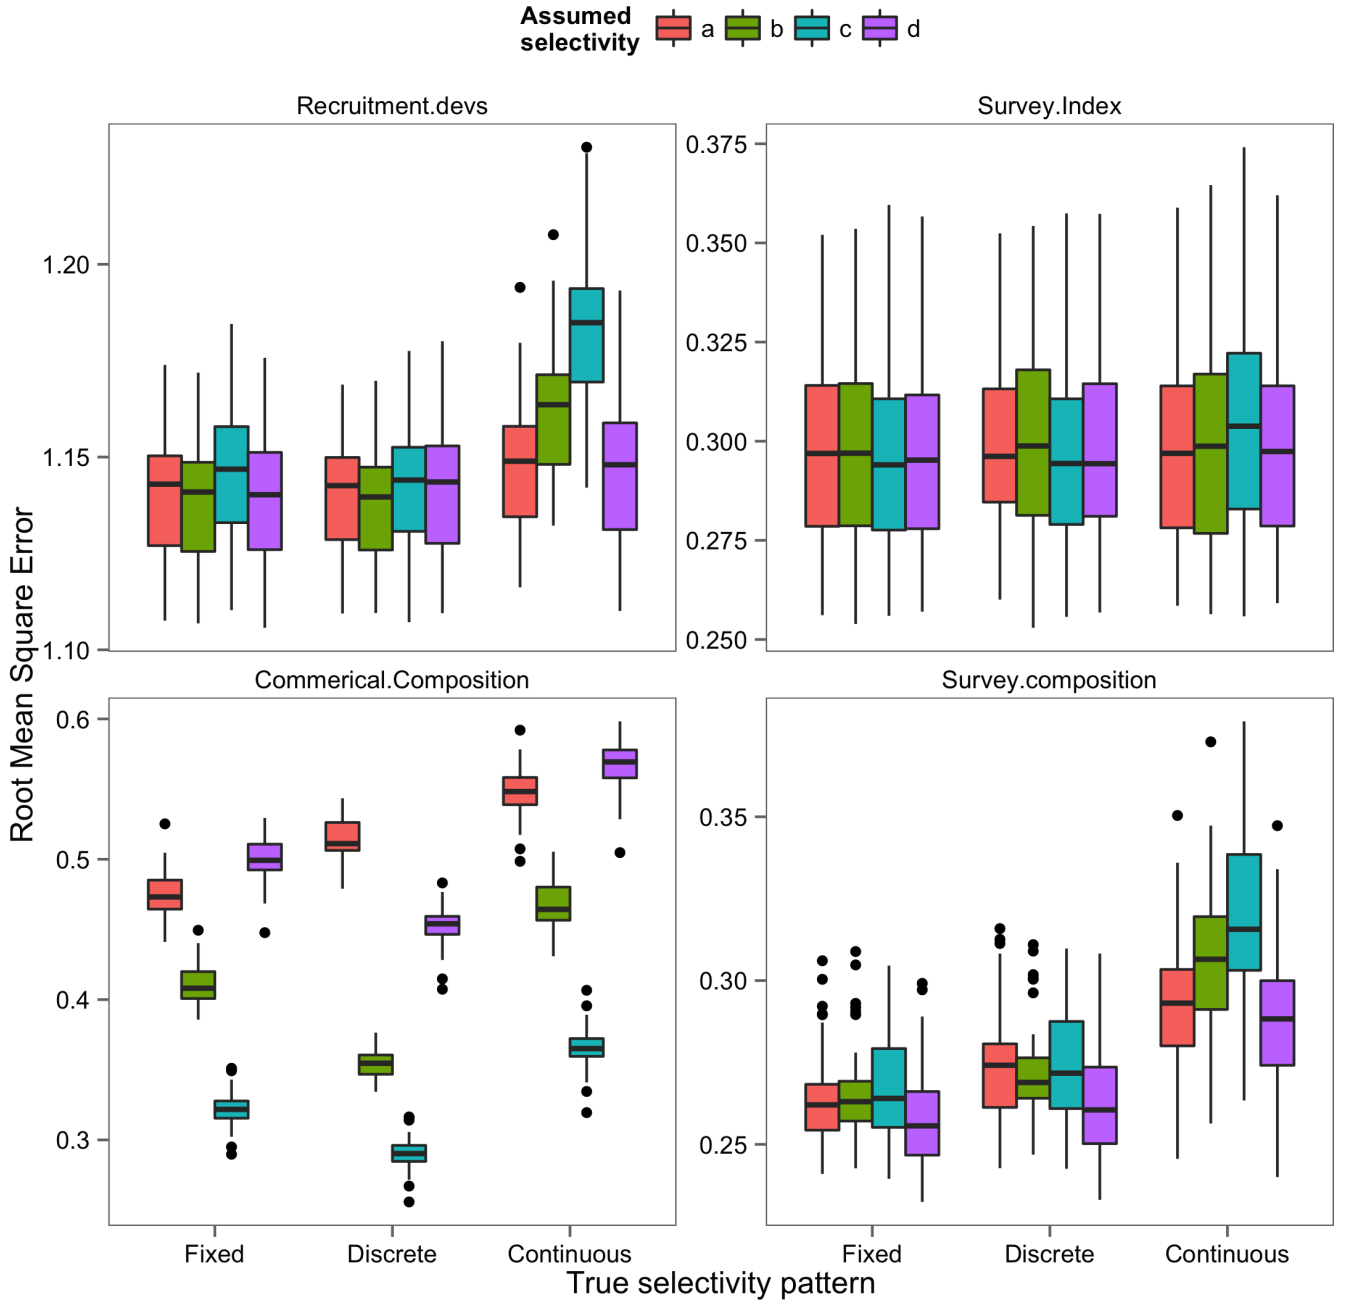 Assumed
selectivity a b c d
Recruitment.devs Survey.Index
1.20
1.15
1.10
0.375
0.350
0.325
0.300
0.275
0.250
Root Mean Square Error
Commerical.Composition Survey.composition
0.6
0.5
0.4
0.3
0.35
0.30
0.25
Fixed Discrete Continuous Fixed Discrete Continuous
True selectivity pattern